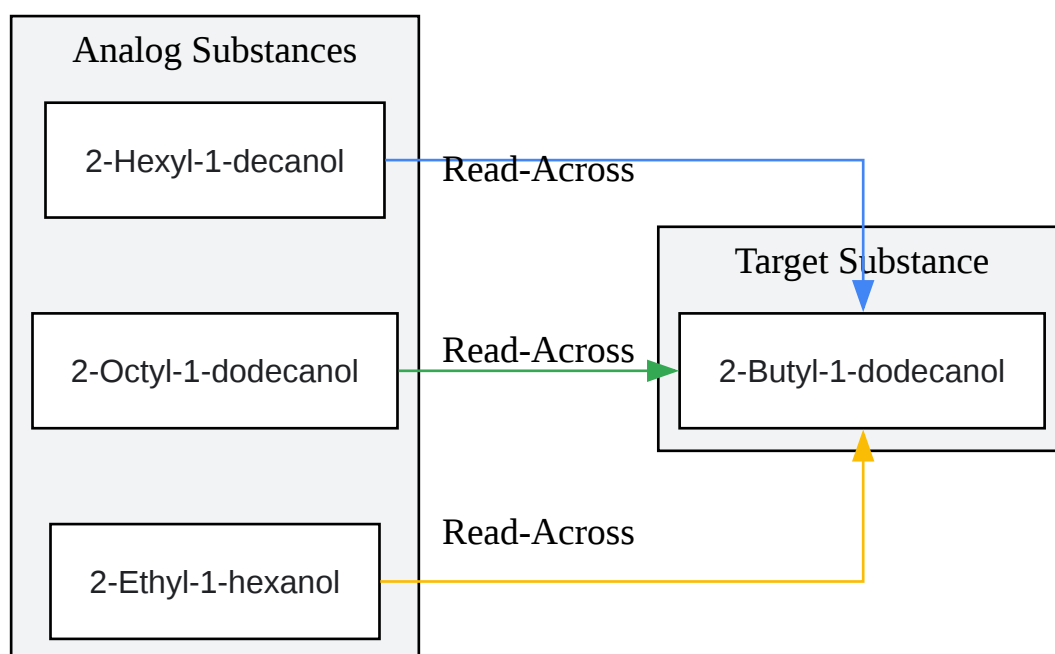 Analog Substances
2-Hexyl-1-decanol
Read-Across
Target Substance
2-Octyl-1-dodecanol
Read-Across
2-Butyl-1-dodecanol
Read-Across
2-Ethyl-1-hexanol